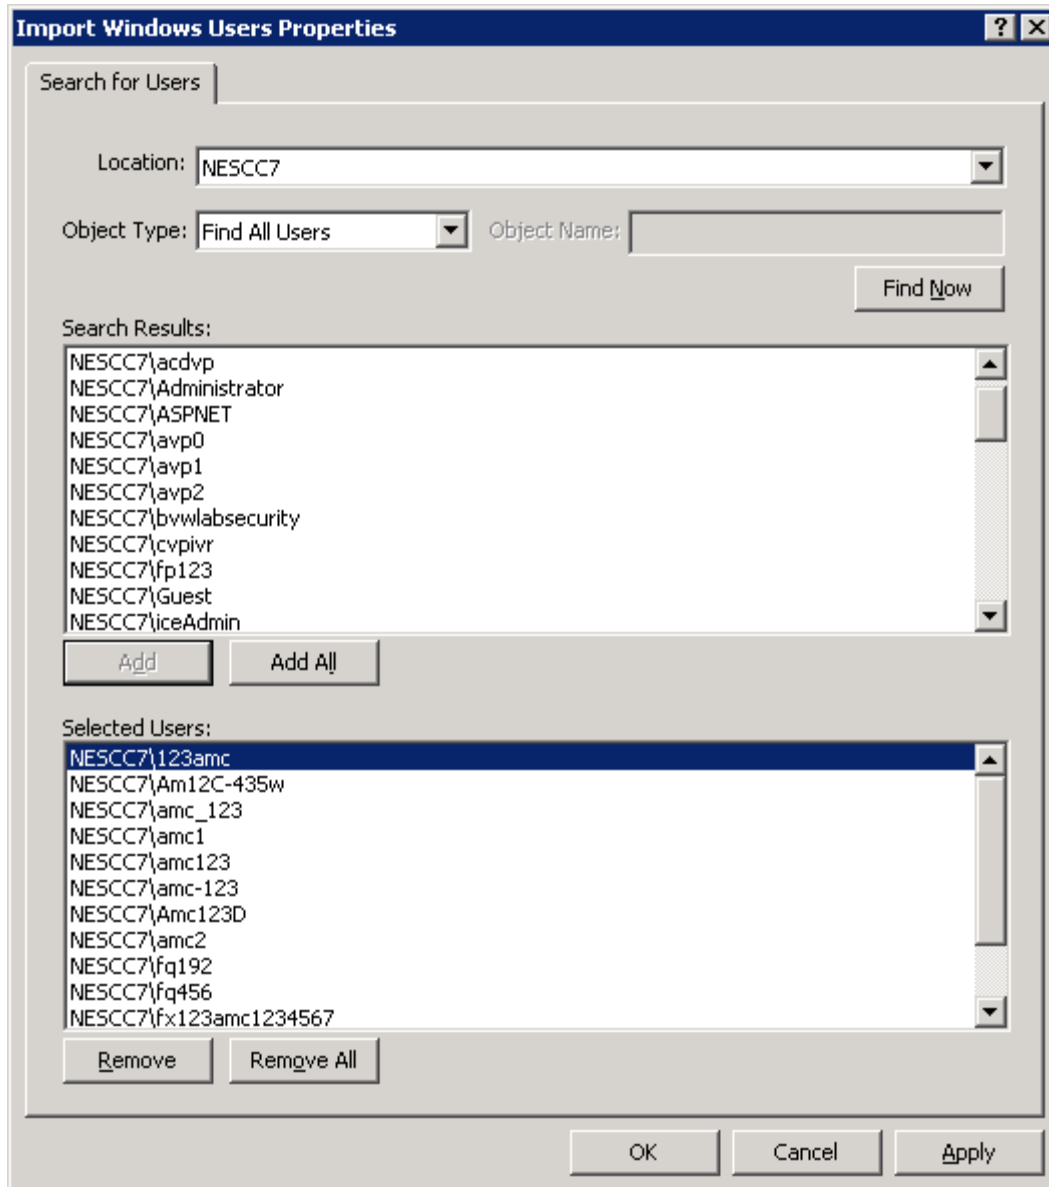 Import Windows Users Properties
Search for Users
Location: NESCC7
Object Type: Find All Users Object Name:
Find Now
Search Results:
NESCC7\acdvp
NESCC7\Administrator
NESCC7\ASPNET
NESCC7\avp0
NESCC7\avp1
NESCC7\avp2
NESCC7\bvwlabsecurity
NESCC7\cvpivr
NESCC7\fp123
NESCC7\Guest
NESCC7\iceAdmin
Add Add All
Selected Users:
NESCC7\123amc
NESCC7\Am12C-435w
NESCC7\amc_123
NESCC7\amc1
NESCC7\amc123
NESCC7\amc-123
NESCC7\Amc123D
NESCC7\amc2
NESCC7\fq192
NESCC7\fq456
NESCC7\fx123amc1234567
Remove Remove All
OK Cancel Apply